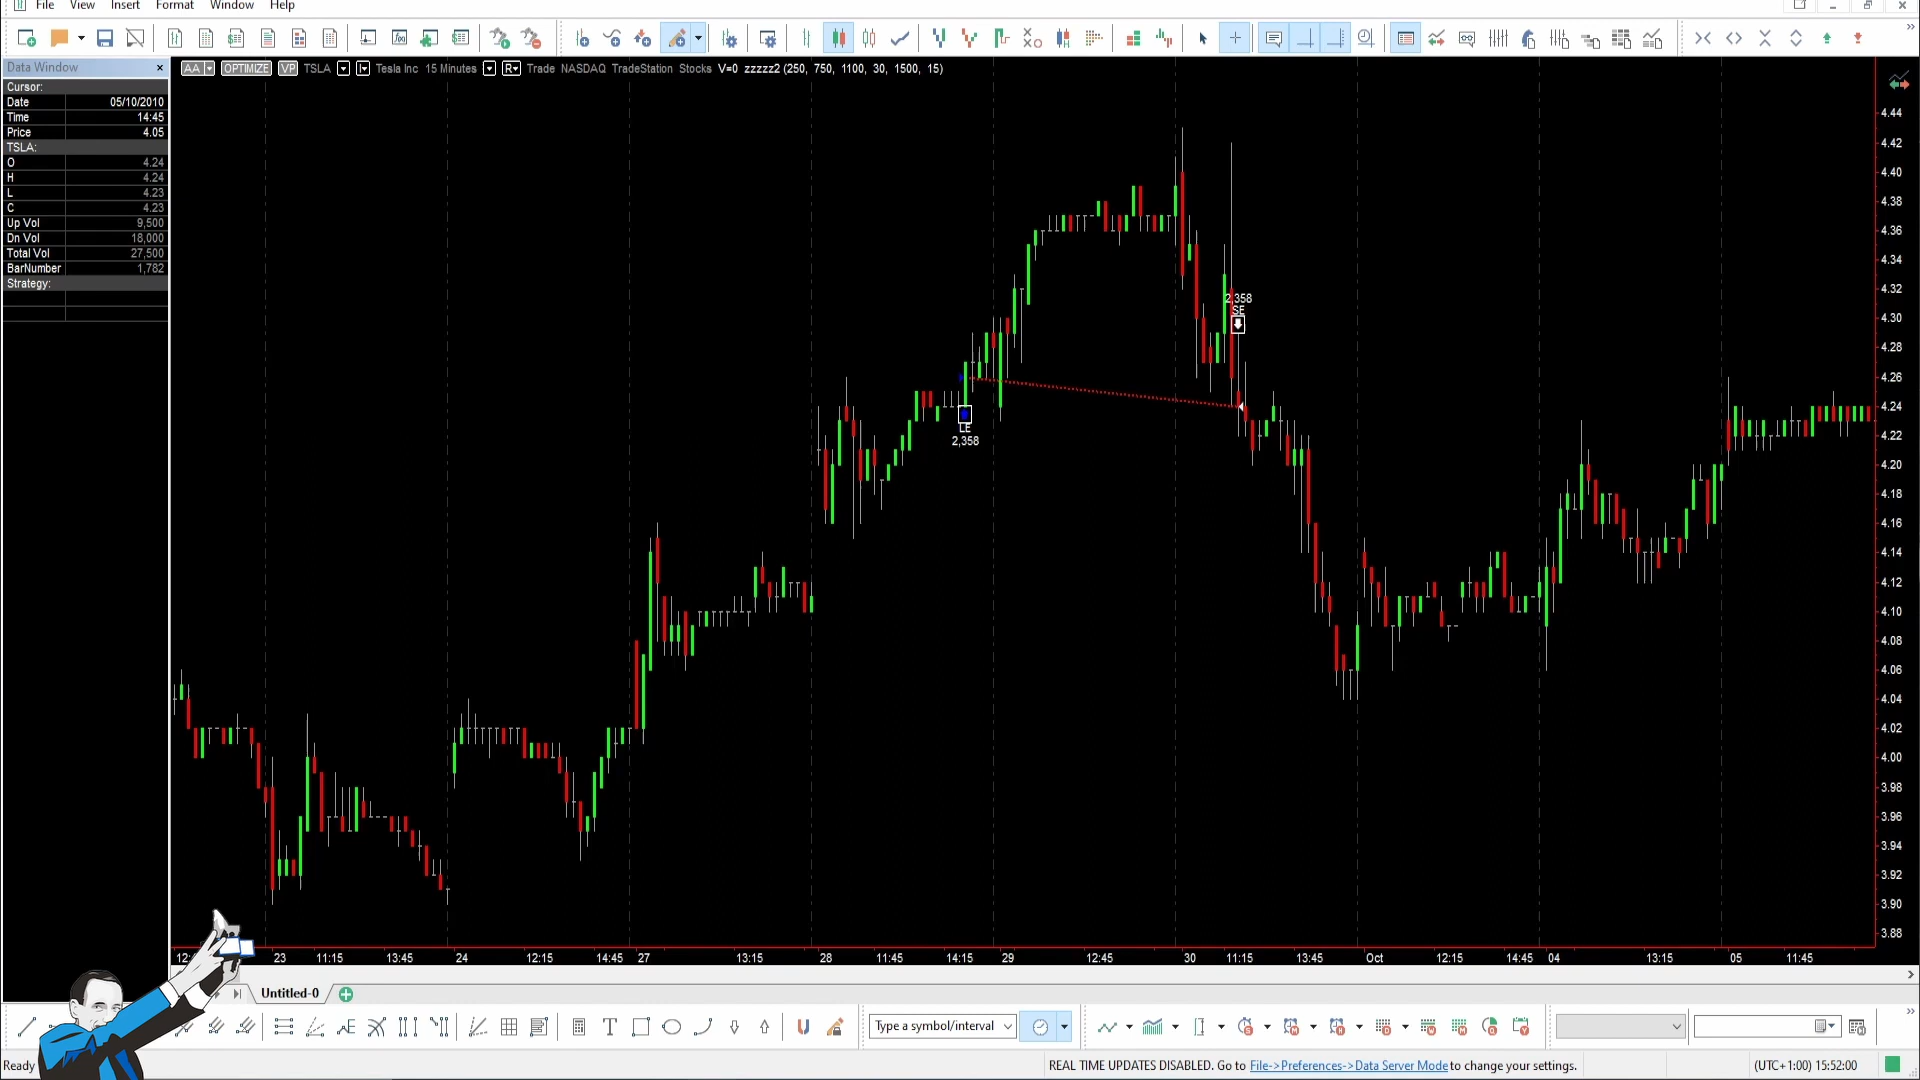 File View Insert Format Window Help
Data Window ×
AA OPTIMIZE VP TSLA I R Tesla Inc 15 Minutes Trade NASDAQ TradeStation Stocks V=0 zzzzz2 (250, 750, 1100, 30, 1500, 15)
Cursor:
Date 05/10/2010
Time 14:45
Price 4.05
TSLA:
O 4.24
H 4.24
L 4.23
C 4.23
Up Vol 9,500
Dn Vol 18,000
Total Vol 27,500
BarNumber 1,782
Strategy:
4.44
4.42
4.40
4.38
4.36
4.34
4.32
4.30
4.28
4.26
4.24
4.22
4.20
4.18
4.16
4.14
4.12
4.10
4.08
4.06
4.04
4.02
4.00
3.98
3.96
3.94
3.92
3.90
3.88
2,358
SE
LE
2,358
23 11:15 13:45 24 12:15 14:45 27 13:15 28 11:45 14:15 29 12:45 30 11:15 13:45 Oct 12:15 14:45 04 13:15 05 11:45
Untitled-0
Type a symbol/interval
Ready
REAL TIME UPDATES DISABLED. Go to File->Preferences->Data Server Mode to change your settings.
(UTC+1:00) 15:52:00